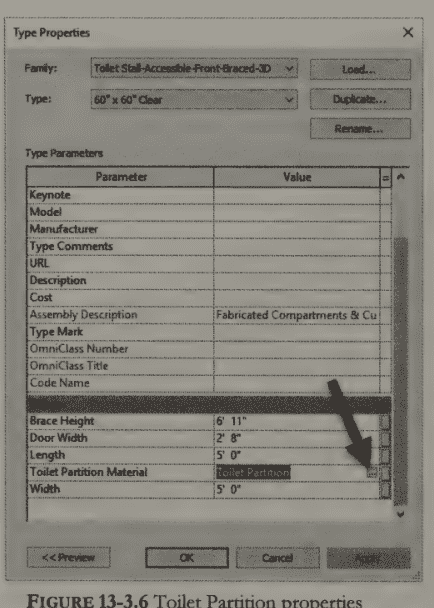 Type Properties
Family: Toilet Stall-Accessible-Front-Braced-3D Load...
Type: 60" x 60" Clear Duplicate...
Rename...
Type Parameters
Parameter Value =
Keynote
Model
Manufacturer
Type Comments
URL
Description
Cost
Assembly Description Fabricated Compartments & Cu
Type Mark
OmniClass Number
OmniClass Title
Code Name
Brace Height 6' 11"
Door Width 2' 8"
Length 5' 0"
Toilet Partition Material Toilet Partition
Width 5' 0"
<< Preview OK Cancel Apply
FIGURE 13-3.6 Toilet Partition properties